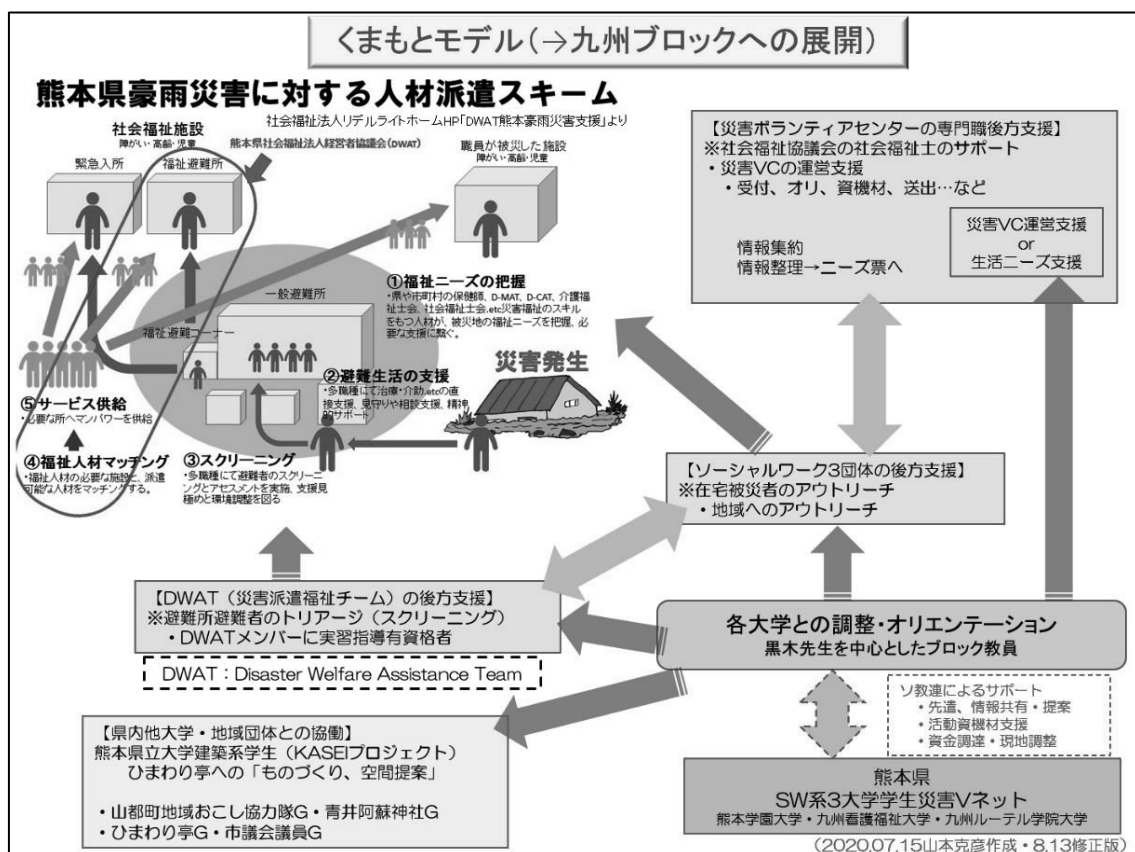 くまもとモデル(→九州ブロックへの展開)
熊本県豪雨災害に対する人材派遣スキーム
社会福祉法人リデルライトホームHP「DWAT熊本豪雨災害支援」より
社会福祉施設
障がい・高齢・児童
熊本県社会福祉法人経営者協議会(DWAT)
緊急入所
福祉避難所
職員が被災した施設
障がい・高齢・児童
①福祉ニーズの把握
・県や市町村の保健師、D-MAT、D-CAT、介護福
祉士会、社会福祉士会.etc災害福祉のスキル
をもつ人材が、被災地の福祉ニーズを把握、必
要な支援に繋ぐ。
一般避難所
福祉避難コーナー
災害発生
②避難生活の支援
・多職種にて治療・介助.etcの直
接支援、見守りや相談支援、精神
的サポート
⑤サービス供給
・必要な所へマンパワーを供給
④福祉人材マッチング
・福祉人材の必要な施設と、派遣
可能な人材をマッチングする。
③スクリーニング
・多職種にて避難者のスクリーニ
ングとアセスメントを実施、支援見
極めと環境調整を図る
【災害ボランティアセンターの専門職後方支援】
※社会福祉協議会の社会福祉士のサポート
・災害VCの運営支援
・受付、オリ、資機材、送出…など
情報集約
情報整理→ニーズ票へ
災害VC運営支援
or
生活ニーズ支援
【ソーシャルワーク3団体の後方支援】
※在宅被災者のアウトリーチ
・地域へのアウトリーチ
【DWAT(災害派遣福祉チーム)の後方支援】
※避難所避難者のトリアージ(スクリーニング)
・DWATメンバーに実習指導有資格者
DWAT:Disaster Welfare Assistance Team
各大学との調整・オリエンテーション
黒木先生を中心としたブロック教員
ソ教連によるサポート
・先遣、情報共有・提案
・活動資機材支援
・資金調達・現地調整
【県内他大学・地域団体との協働】
熊本県立大学建築系学生(KASEIプロジェクト)
ひまわり亭への「ものづくり、空間提案」
・山都町地域おこし協力隊G・青井阿蘇神社G
・ひまわり亭G・市議会議員G
熊本県
SW系3大学学生災害Vネット
熊本学園大学・九州看護福祉大学・九州ルーテル学院大学
(2020.07.15山本克彦作成・8.13修正版)